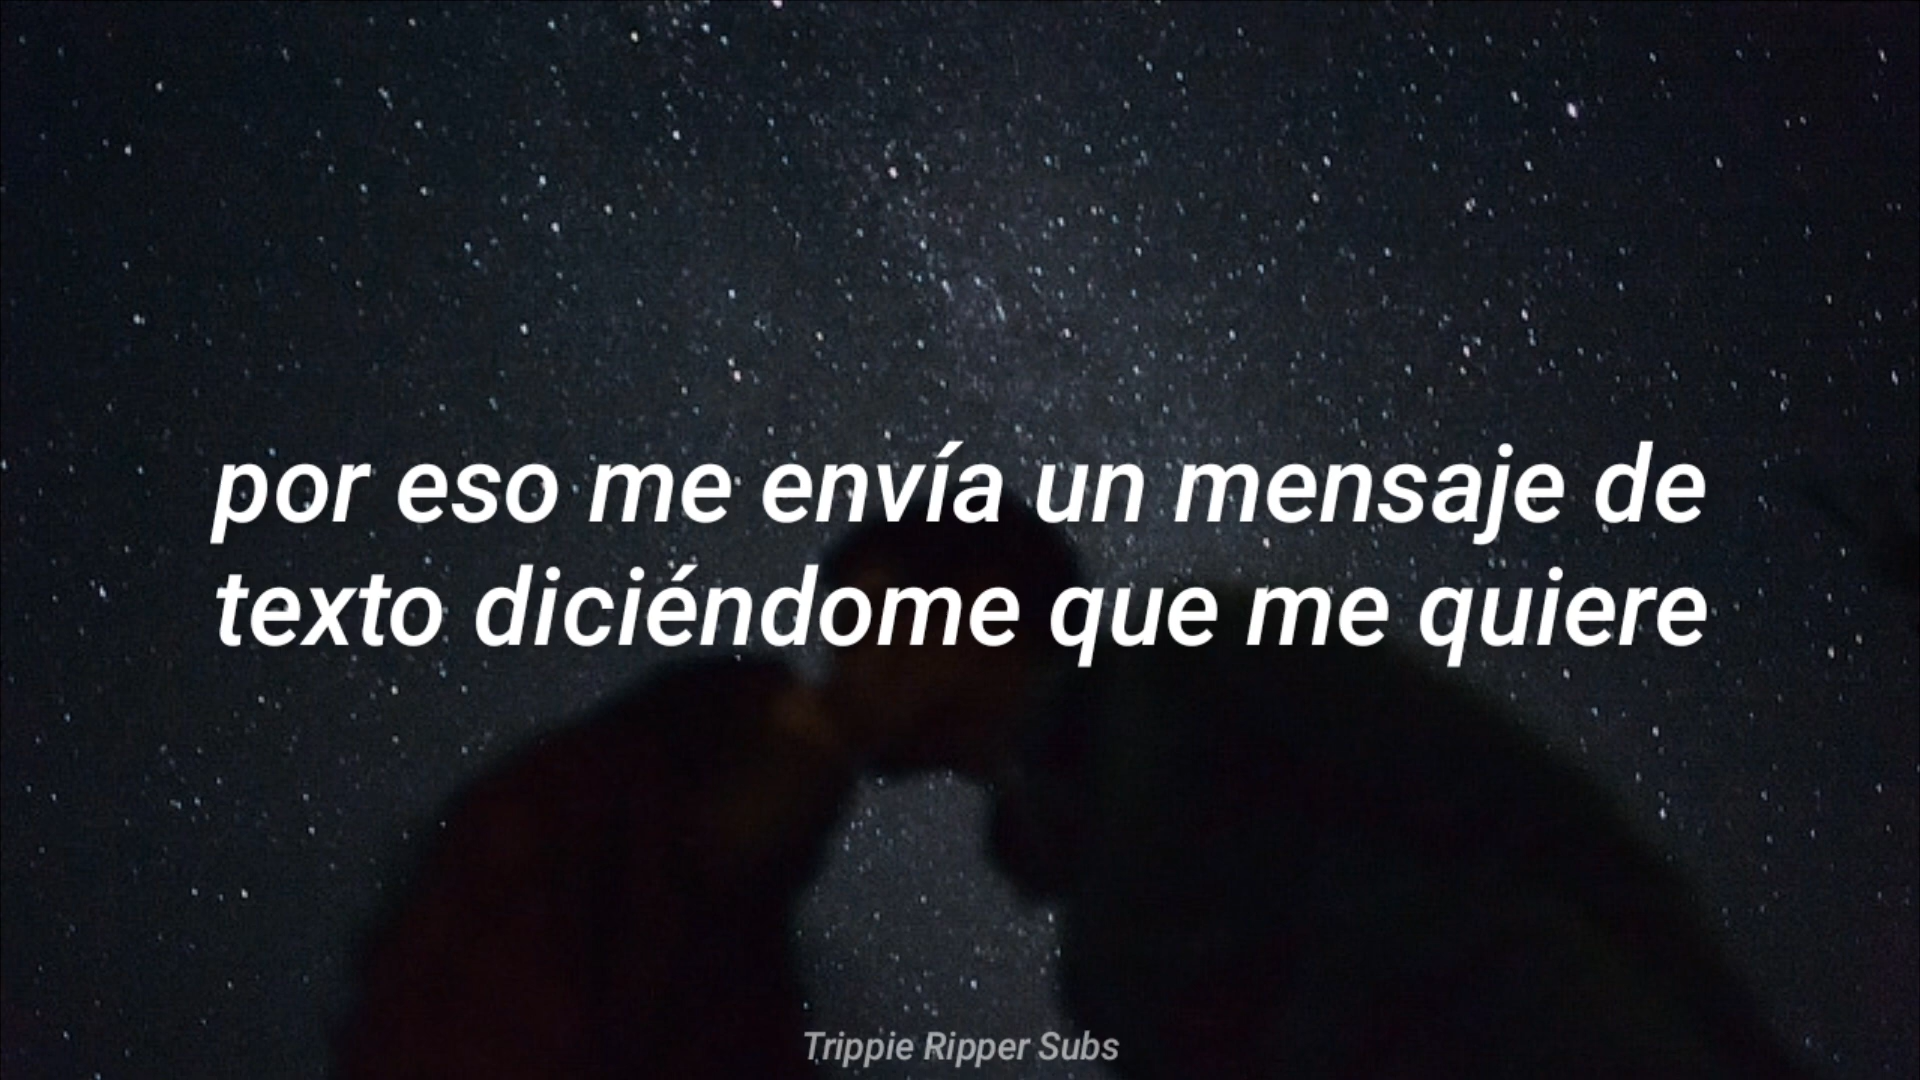 por eso me envía un mensaje de
texto diciéndome que me quiere
Trippie Ripper Subs